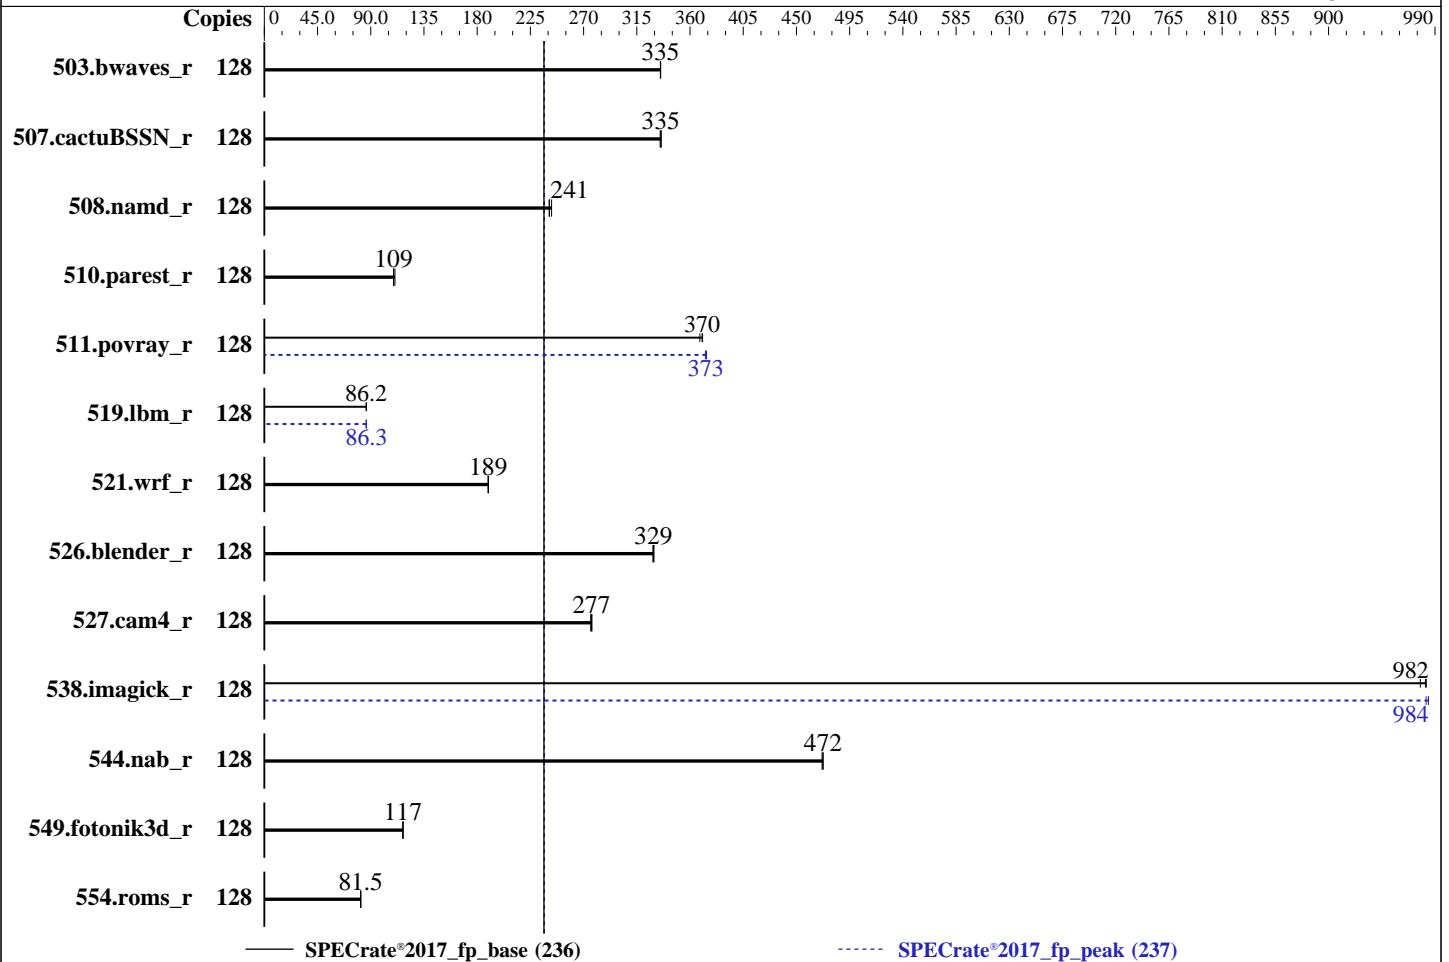 Copies 0 45.0 90.0 135 180 225 270 315 360 405 450 495 540 585 630 675 720 765 810 855 900 990
503.bwaves_r 128 335
507.cactuBSSN_r 128 335
508.namd_r 128 241
510.parest_r 128 109
511.povray_r 128 370
373
519.lbm_r 128 86.2
86.3
521.wrf_r 128 189
526.blender_r 128 329
527.cam4_r 128 277
538.imagick_r 128 982
984
544.nab_r 128 472
549.fotonik3d_r 128 117
554.roms_r 128 81.5
SPECrate®2017_fp_base (236) SPECrate®2017_fp_peak (237)